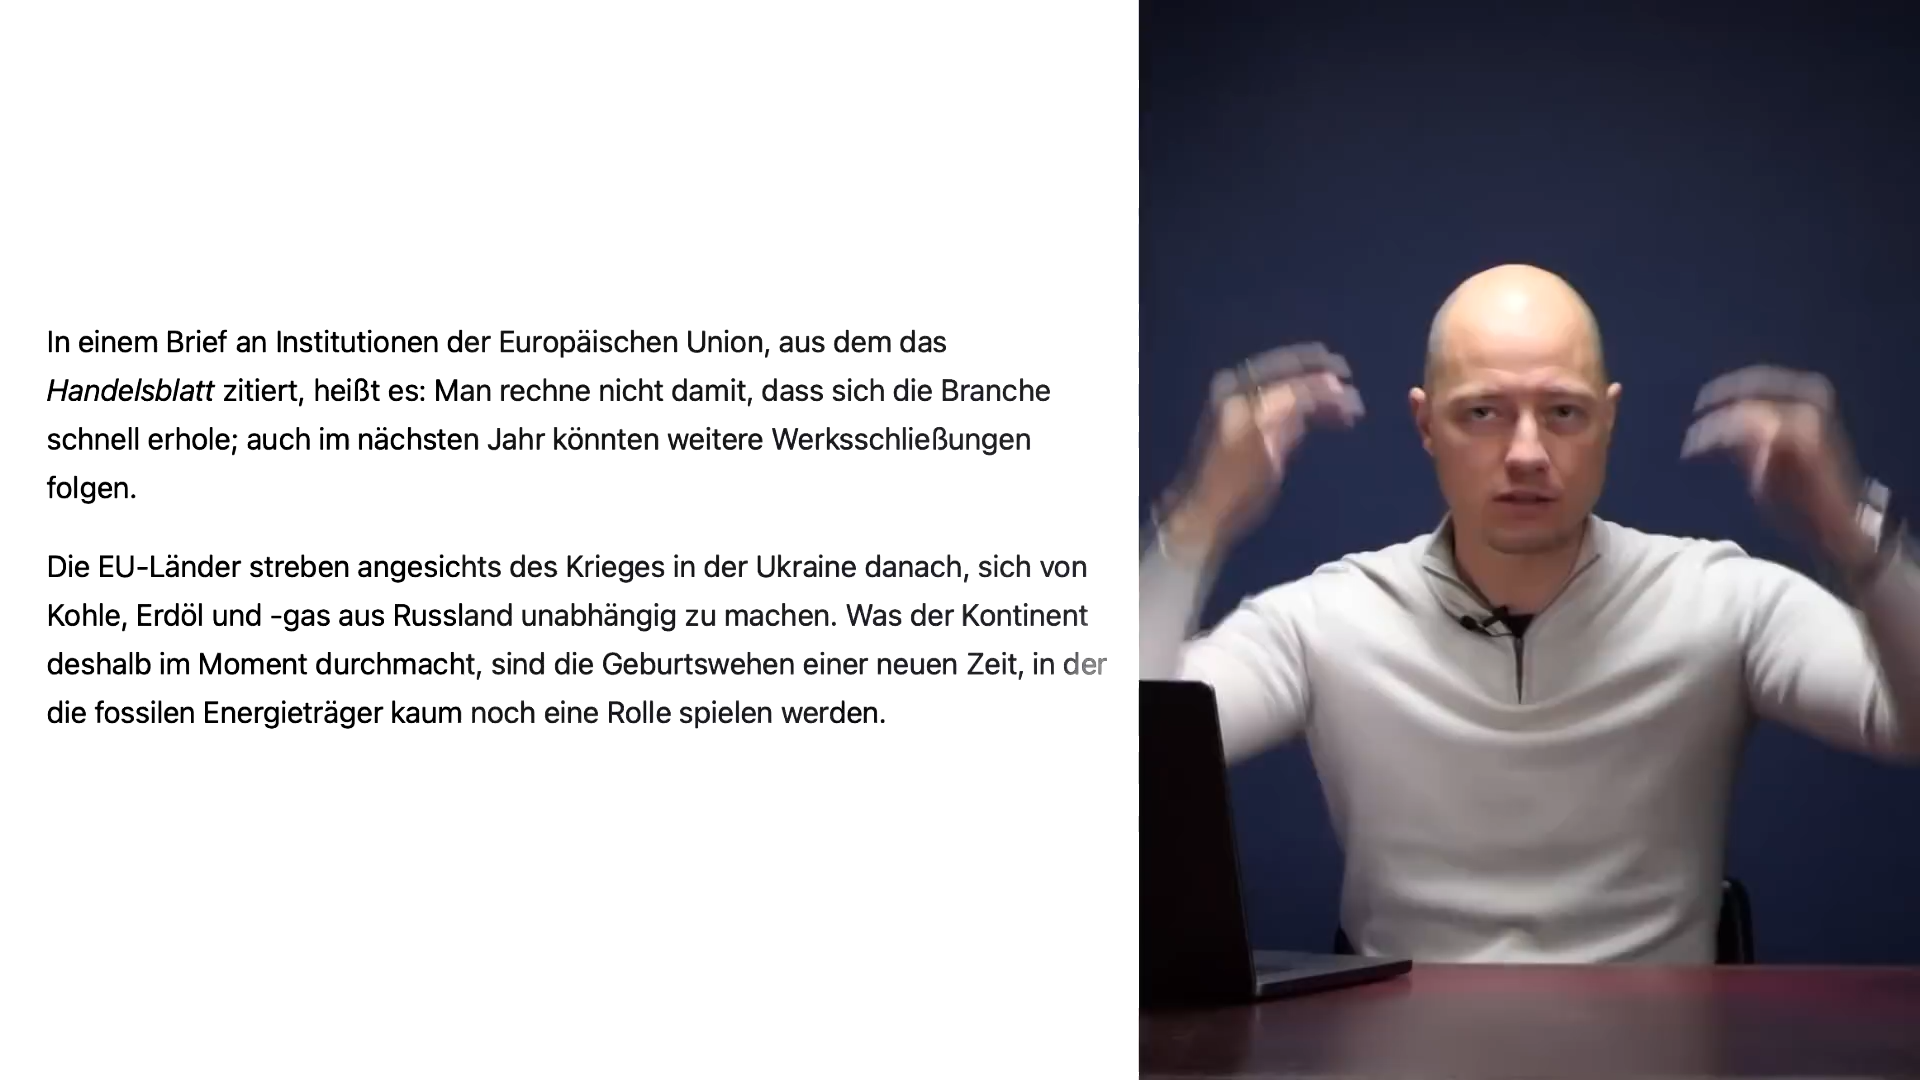 In einem Brief an Institutionen der Europäischen Union, aus dem das
Handelsblatt zitiert, heißt es: Man rechne nicht damit, dass sich die Branche
schnell erhole; auch im nächsten Jahr könnten weitere Werksschließungen
folgen.
Die EU-Länder streben angesichts des Krieges in der Ukraine danach, sich von
Kohle, Erdöl und -gas aus Russland unabhängig zu machen. Was der Kontinent
deshalb im Moment durchmacht, sind die Geburtswehen einer neuen Zeit, in der
die fossilen Energieträger kaum noch eine Rolle spielen werden.